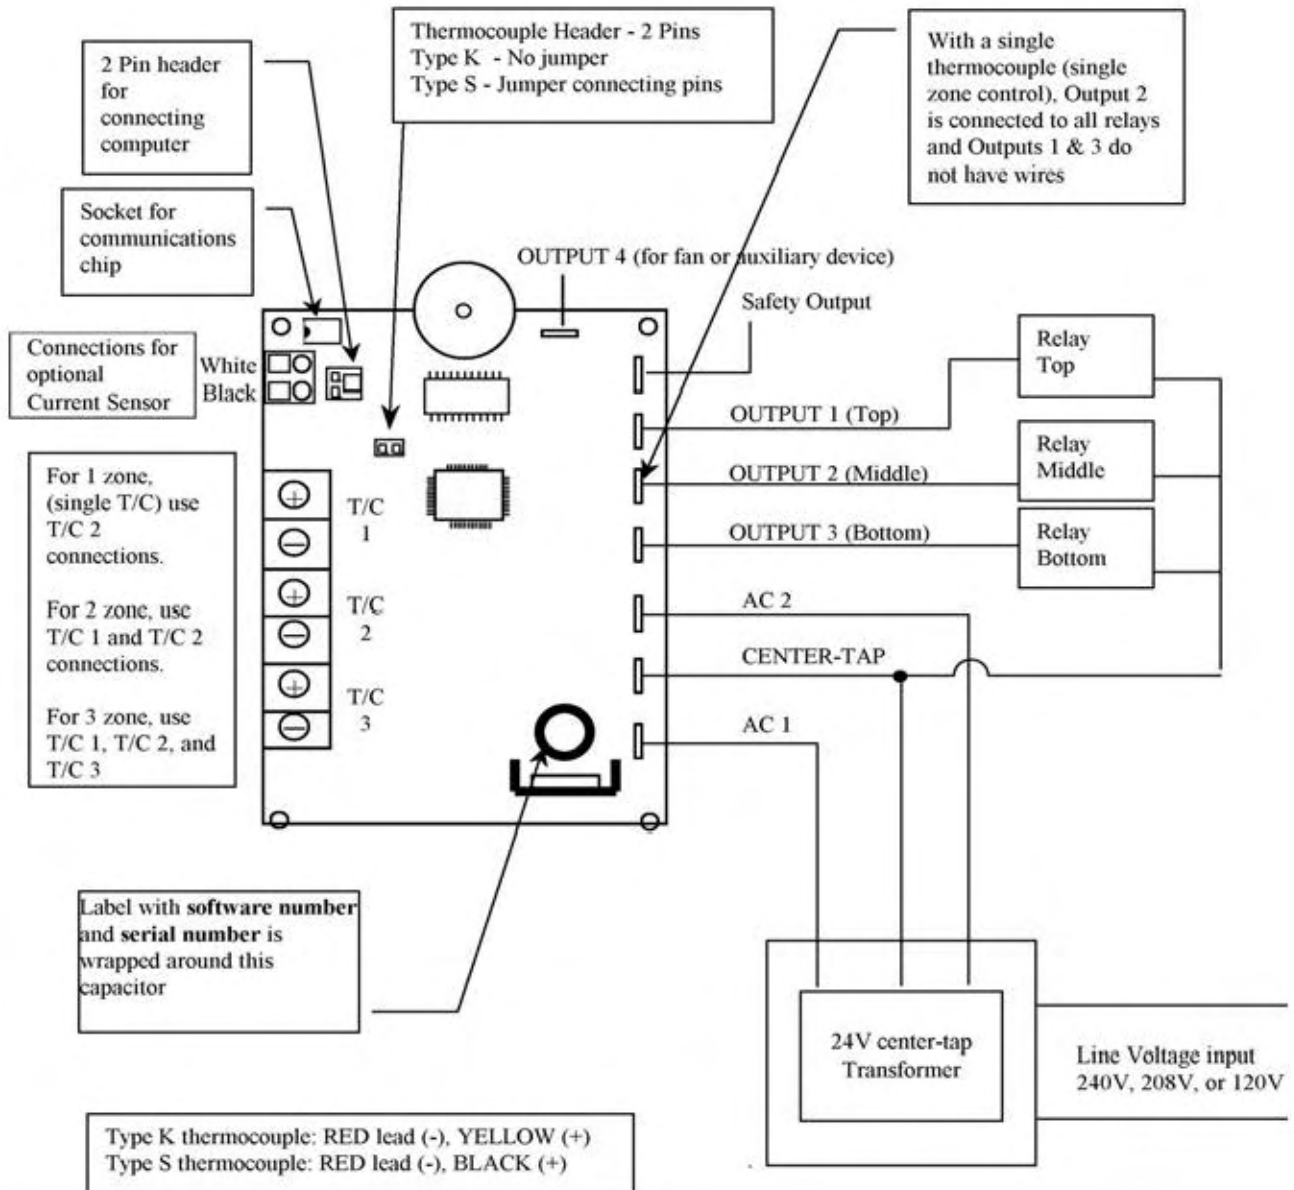 Thermocouple Header - 2 Pins
Type K - No jumper
Type S - Jumper connecting pins
2 Pin header
for
connecting
computer
With a single
thermocouple (single
zone control), Output 2
is connected to all relays
and Outputs 1 & 3 do
not have wires
Socket for
communications
chip
OUTPUT 4 (for fan or auxiliary device)
Safety Output
Connections for
optional
Current Sensor
White
Black
Relay
Top
OUTPUT 1 (Top)
Relay
Middle
OUTPUT 2 (Middle)
Relay
Bottom
OUTPUT 3 (Bottom)
For 1 zone,
(single T/C) use
T/C 2
connections.
For 2 zone, use
T/C 1 and T/C 2
connections.
For 3 zone, use
T/C 1, T/C 2, and
T/C 3
T/C
1
T/C
2
T/C
3
AC 2
CENTER-TAP
AC 1
Label with software number
and serial number is
wrapped around this
capacitor
24V center-tap
Transformer
Line Voltage input
240V, 208V, or 120V
Type K thermocouple: RED lead (-), YELLOW (+)
Type S thermocouple: RED lead (-), BLACK (+)